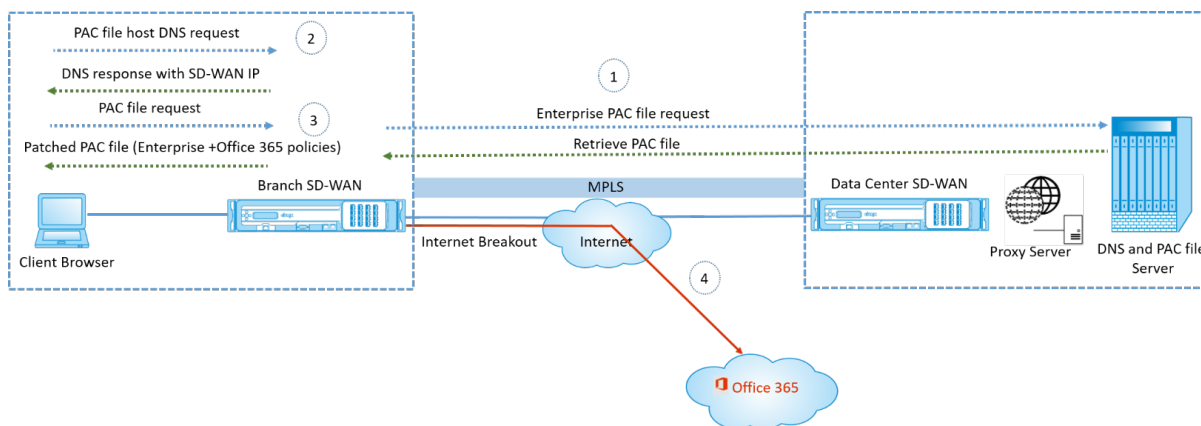 PAC file host DNS request
2
DNS response with SD-WAN IP
PAC file request
3
Patched PAC file (Enterprise +Office 365 policies)
1
Enterprise PAC file request
Retrieve PAC file
Branch SD-WAN
MPLS
Data Center SD-WAN
Client Browser
Internet Breakout
Internet
Proxy Server
DNS and PAC file
Server
4
Office 365